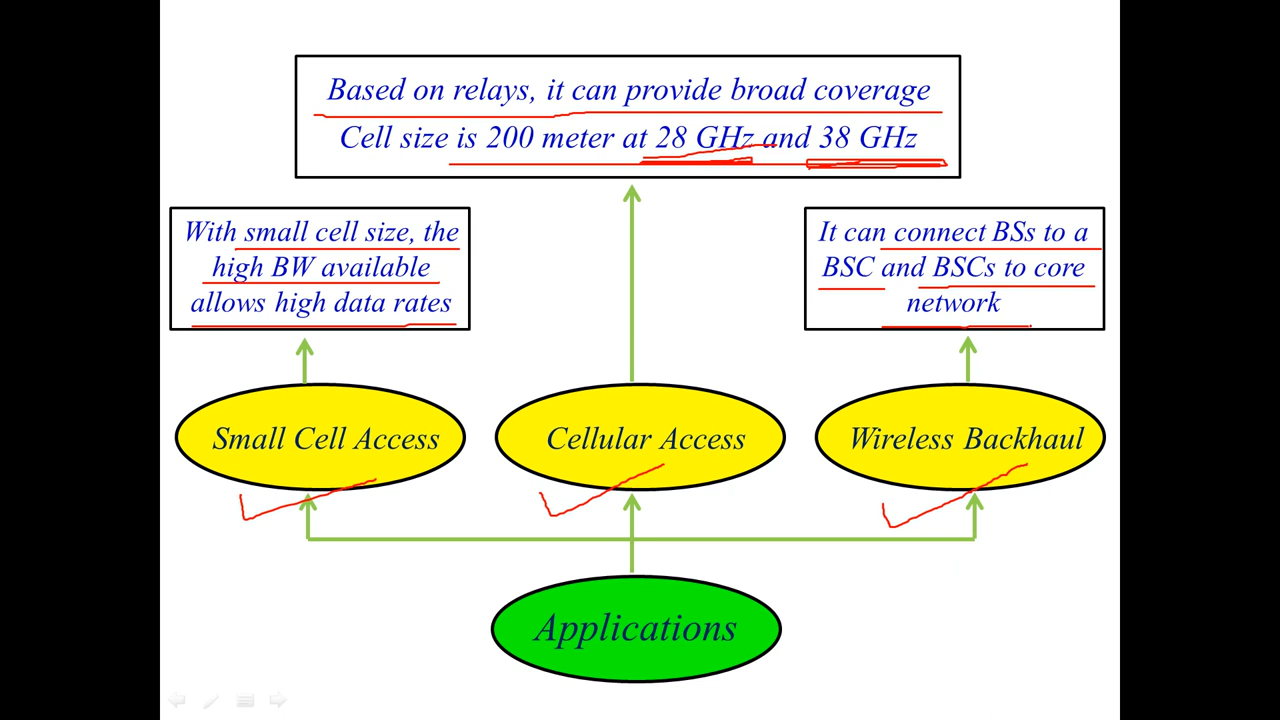 Based on relays, it can provide broad coverage
Cell size is 200 meter at 28 GHz and 38 GHz
With small cell size, the
high BW available
allows high data rates
It can connect BSs to a
BSC and BSCs to core
network
Small Cell Access
Cellular Access
Wireless Backhaul
Applications